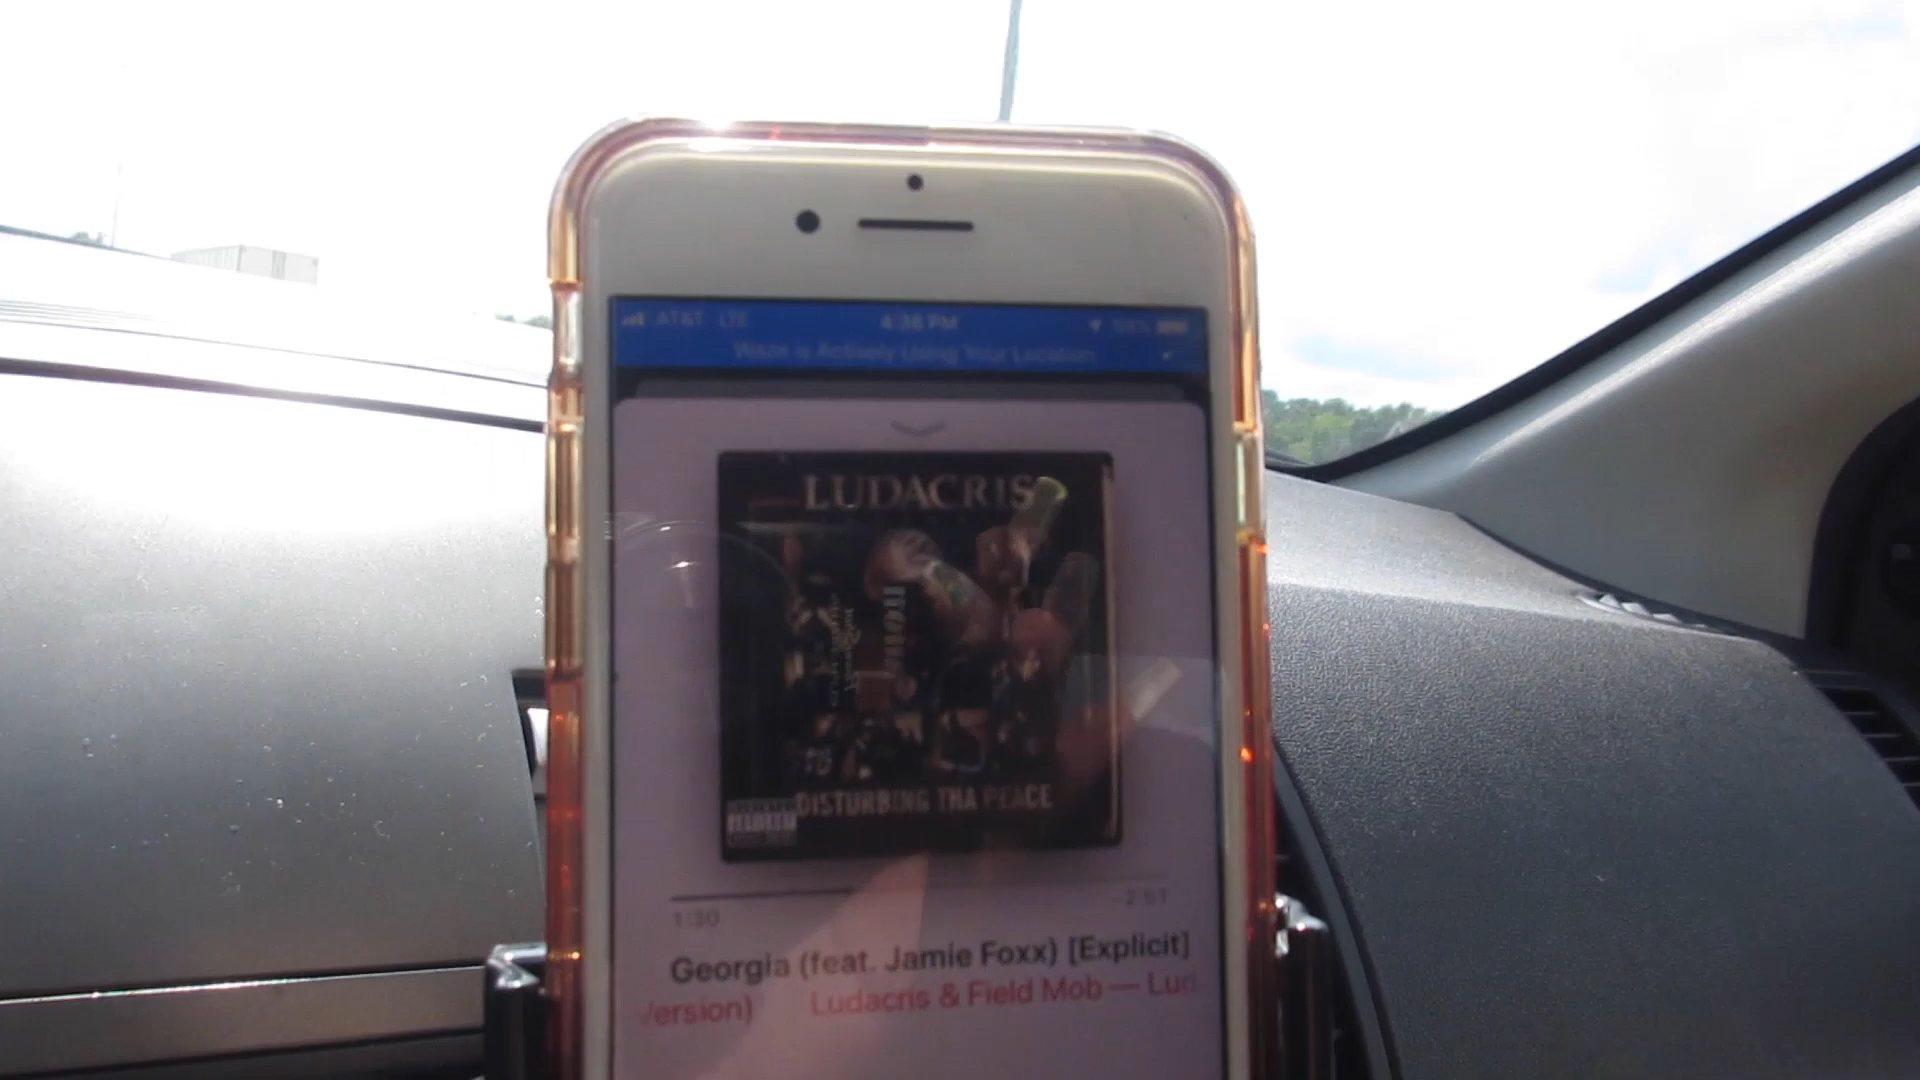 AT&T LTE 4:36 PM
Waze is Actively Using Your Location
LUDACRIS
DISTURBING THA PEACE
1:30 -2:51
Georgia (feat. Jamie Foxx) [Explicit]
Version) Ludacris & Field Mob — Lud